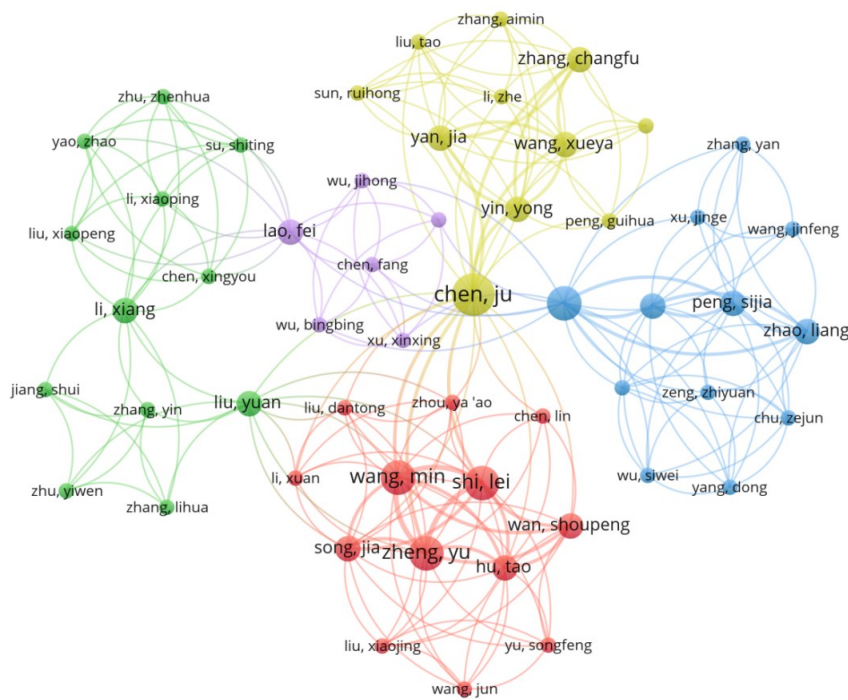 zhang, aimin
liu, tao
zhang, changfu
sun, ruihong
li, zhe
yan, jia
wang, xueya
yin, yong
peng, guihua
chen, ju
zhu, zhenhua
yao, zhao
su, shiting
li, xiaoping
liu, xiaopeng
chen, xingyou
li, xiang
jiang, shui
zhang, yin
liu, yuan
zhu, yiwen
zhang, lihua
wu, jihong
lao, fei
chen, fang
wu, bingbing
xu, xinxing
zhang, yan
xu, jinge
wang, jinfeng
peng, sijia
zhao, liang
zeng, zhiyuan
chu, zejun
wu, siwei
yang, dong
liu, dantong
zhou, ya 'ao
chen, lin
li, xuan
wang, min
shi, lei
wan, shoupeng
song, jia
zheng, yu
hu, tao
liu, xiaojing
yu, songfeng
wang, jun